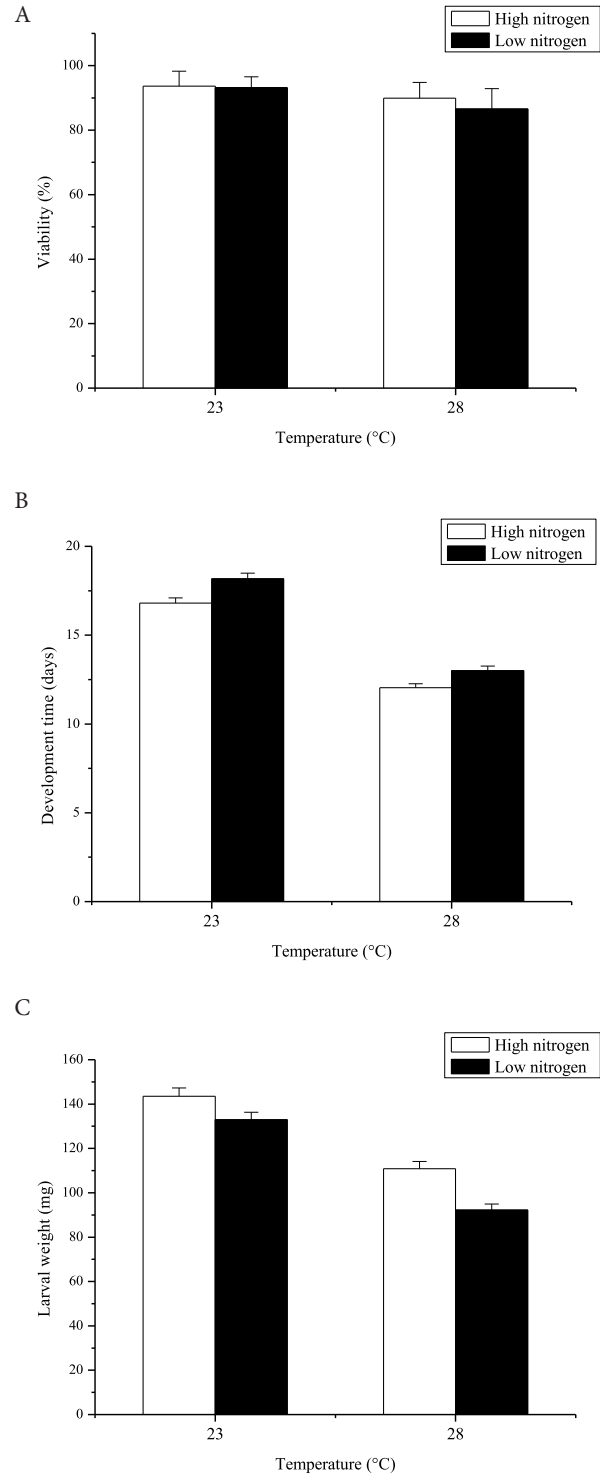 A
High nitrogen
Low nitrogen
100
80
60
40
20
0
Viability (%)
23
28
Temperature (°C)
B
High nitrogen
Low nitrogen
20
15
10
5
0
Development time (days)
23
28
Temperature (°C)
C
High nitrogen
Low nitrogen
160
140
120
100
80
60
40
20
0
Larval weight (mg)
23
28
Temperature (°C)